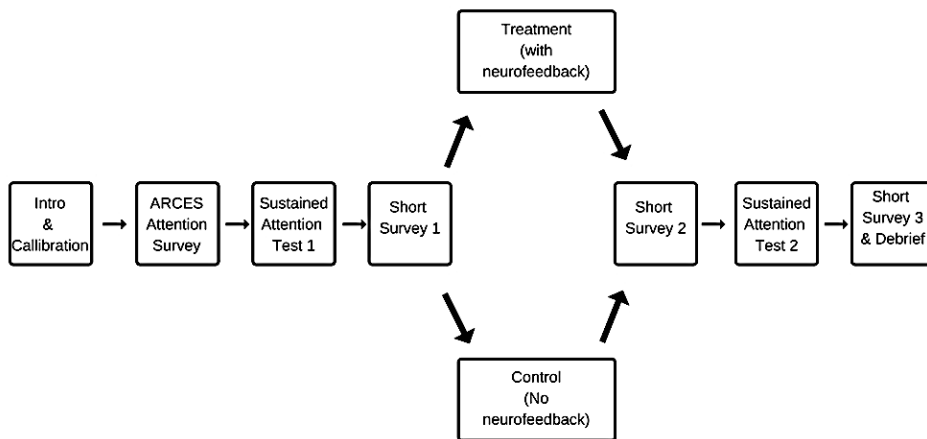 Treatment
(with
neurofeedback)
Intro
&
Callibration
ARCES
Attention
Survey
Sustained
Attention
Test 1
Short
Survey 1
Short
Survey 2
Sustained
Attention
Test 2
Short
Survey 3
& Debrief
Control
(No
neurofeedback)